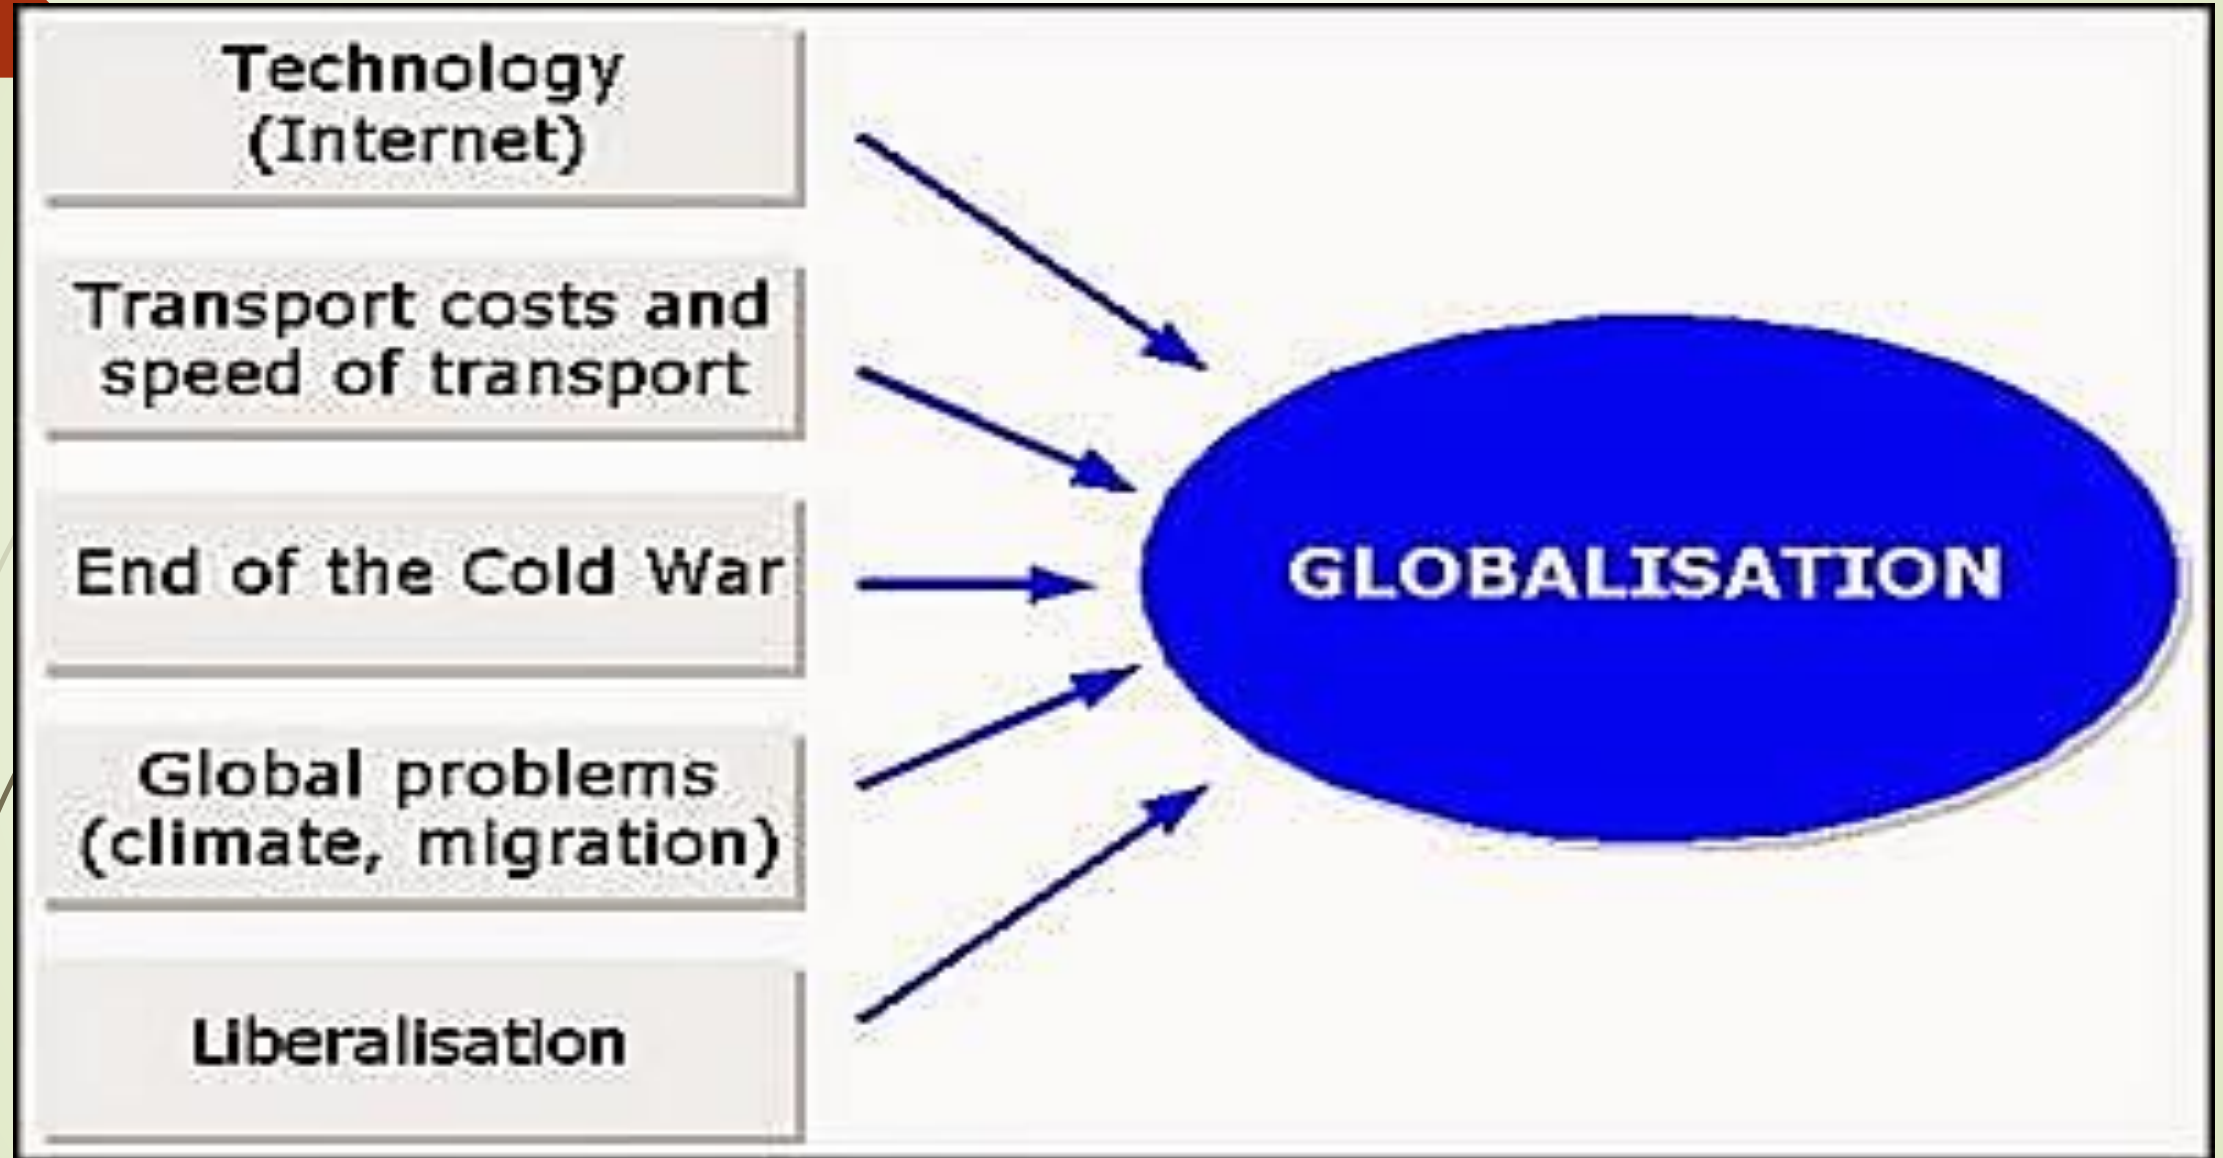 Technology
(Internet)
Transport costs and
speed of transport
End of the Cold War
Global problems
(climate, migration)
Liberalisation
GLOBALISATION